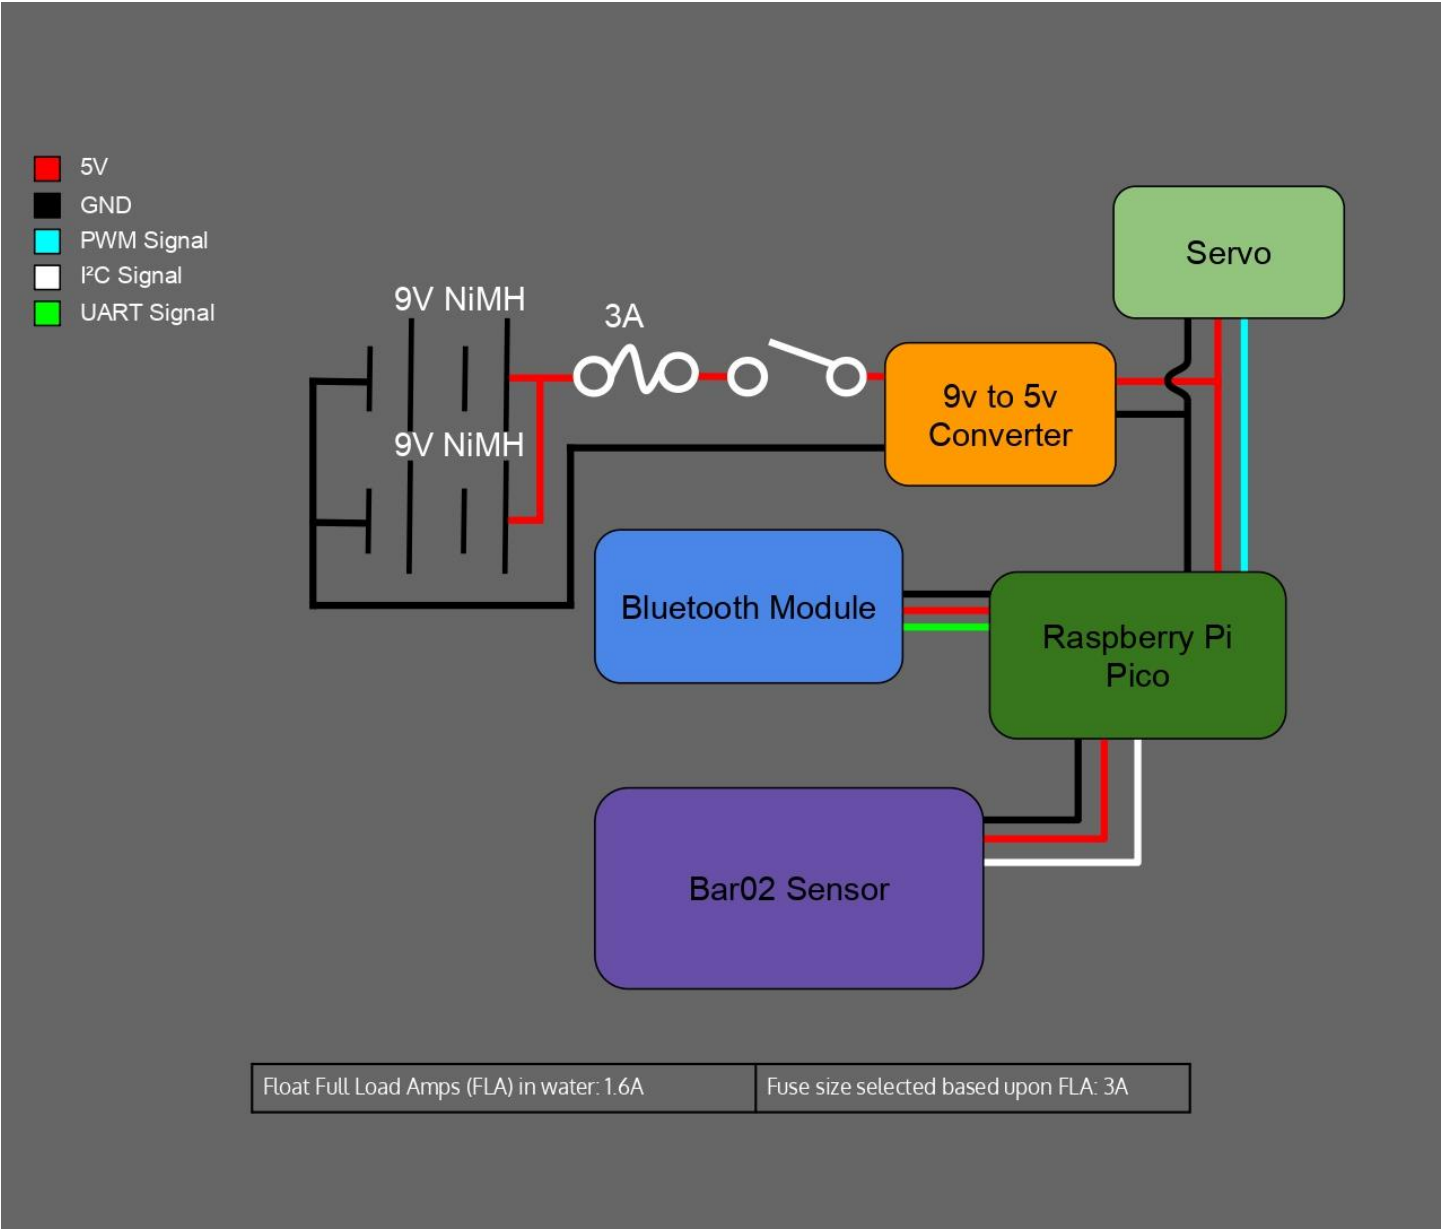 5V
GND
PWM Signal
I²C Signal
UART Signal
9V NiMH
3A
9V NiMH
Servo
9v to 5v
Converter
Bluetooth Module
Raspberry Pi
Pico
Bar02 Sensor
Float Full Load Amps (FLA) in water: 1.6A
Fuse size selected based upon FLA: 3A